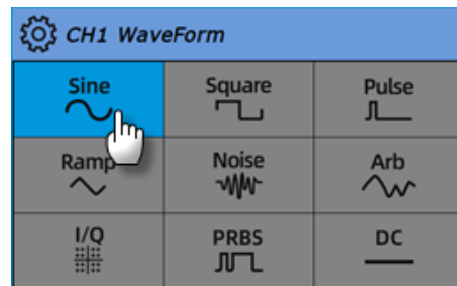 CH1 WaveForm
Sine Square Pulse
Ramp Noise Arb
I/Q PRBS DC